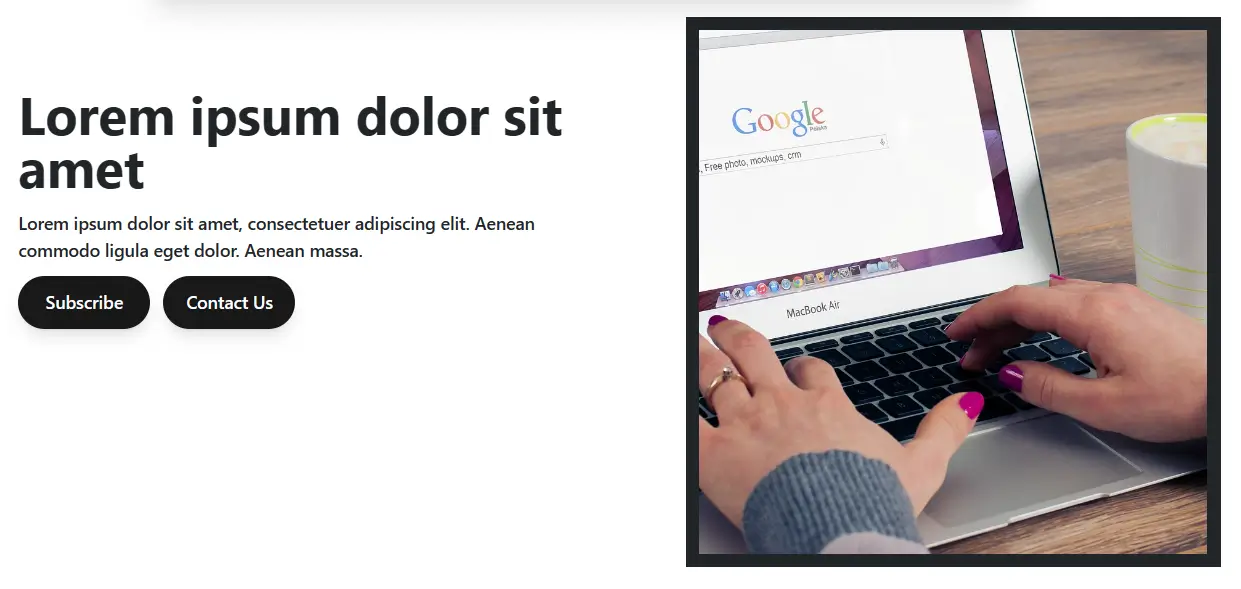 Lorem ipsum dolor sit
amet
Lorem ipsum dolor sit amet, consectetuer adipiscing elit. Aenean
commodo ligula eget dolor. Aenean massa.
Subscribe
Contact Us
Google
Polska
, Free photo, mockups, crm
MacBook Air